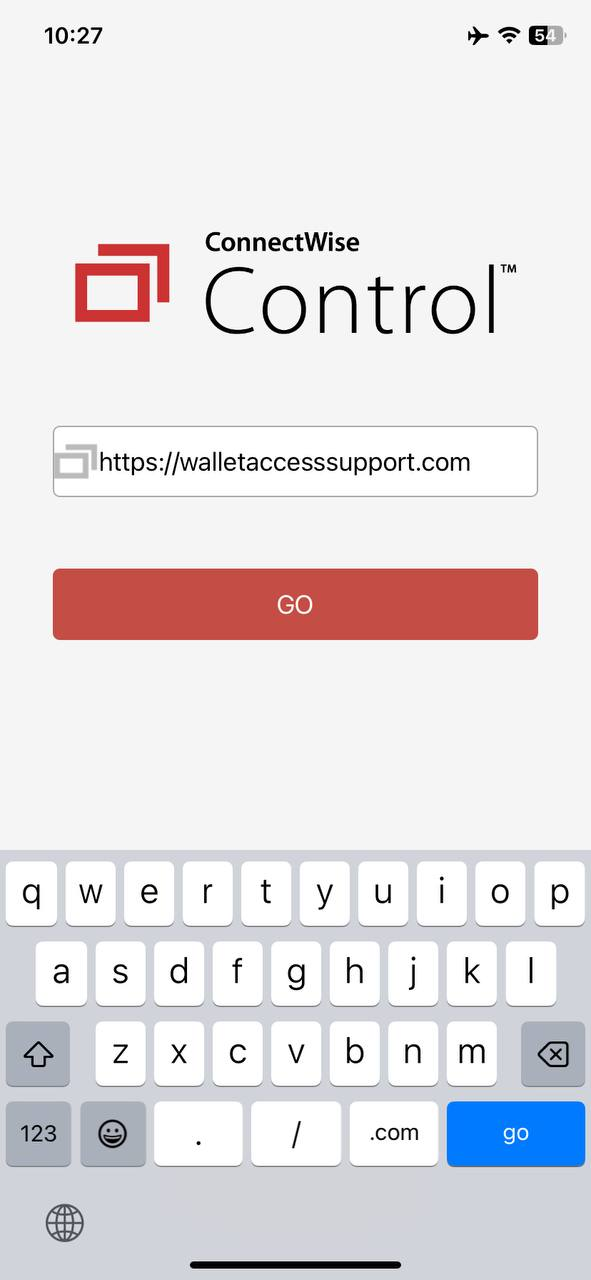 10:27
54
ConnectWise
Control™
https://walletaccesssupport.com
GO
q w e r t y u i o p
a s d f g h j k l
z x c v b n m
123 . / .com go